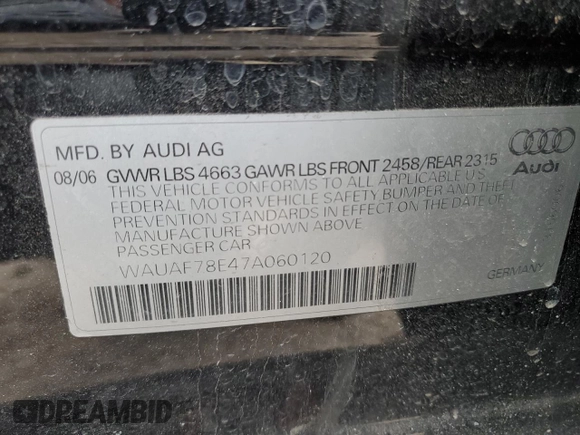 MFD. BY AUDI AG
08/06 GVWR LBS 4663 GAWR LBS FRONT 2458/REAR 2315
THIS VEHICLE CONFORMS TO ALL APPLICABLE U.S
FEDERAL MOTOR VEHICLE SAFETY BUMPER AND THEFT
PREVENTION STANDARDS IN EFFECT ON THE DATE OF
MANUFACTURE SHOWN ABOVE
PASSENGER CAR
WAUAF78E47A060120
Audi
GERMANY
DREAMBID